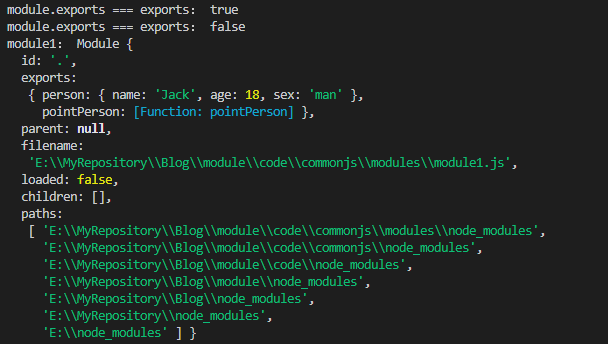 module.exports === exports:  true
module.exports === exports:  false
module1:  Module {
  id: '.',
  exports:
   { person: { name: 'Jack', age: 18, sex: 'man' },
     pointPerson: [Function: pointPerson] },
  parent: null,
  filename:
   'E:\\MyRepository\\Blog\\module\\code\\commonjs\\modules\\module1.js',
  loaded: false,
  children: [],
  paths:
   [ 'E:\\MyRepository\\Blog\\module\\code\\commonjs\\modules\\node_modules',
     'E:\\MyRepository\\Blog\\module\\code\\commonjs\\node_modules',
     'E:\\MyRepository\\Blog\\module\\code\\node_modules',
     'E:\\MyRepository\\Blog\\module\\node_modules',
     'E:\\MyRepository\\Blog\\node_modules',
     'E:\\MyRepository\\node_modules',
     'E:\\node_modules' ] }